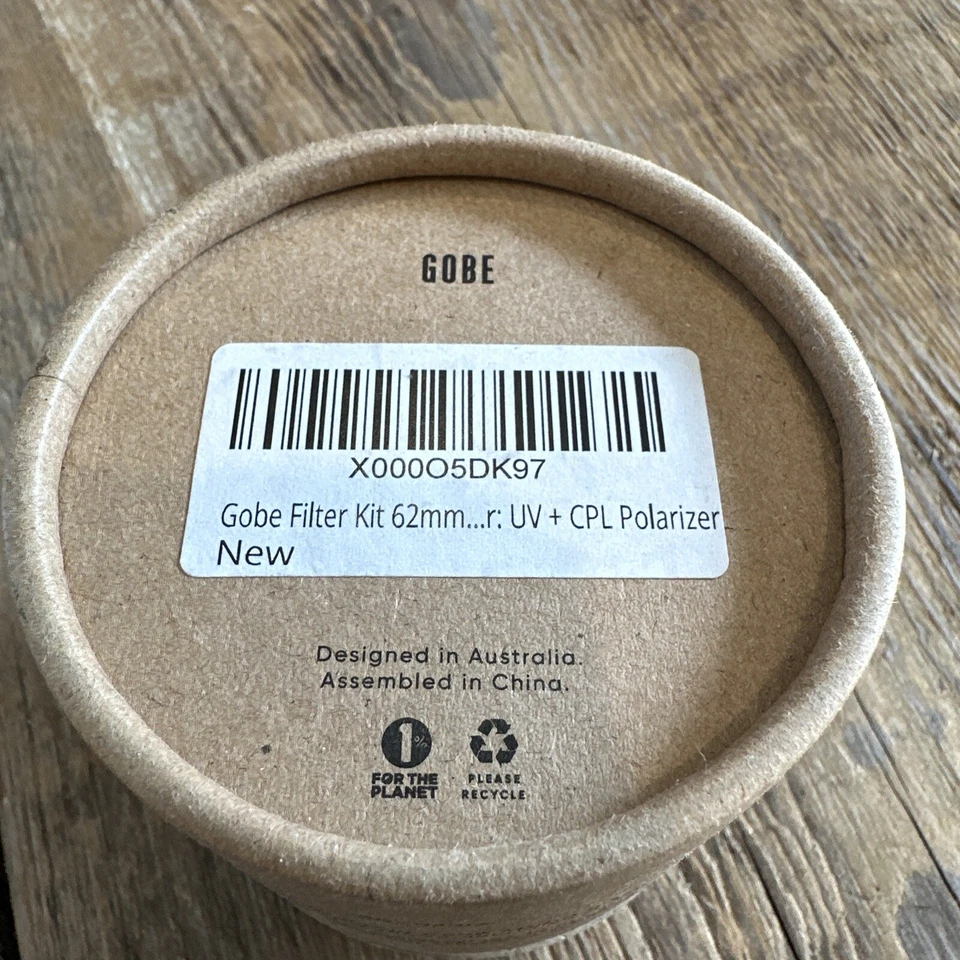 GOBE
X000O5DK97
Gobe Filter Kit 62mm...r: UV + CPL Polarizer
New
Designed in Australia.
Assembled in China.
1%
FOR THE
PLANET
PLEASE
RECYCLE